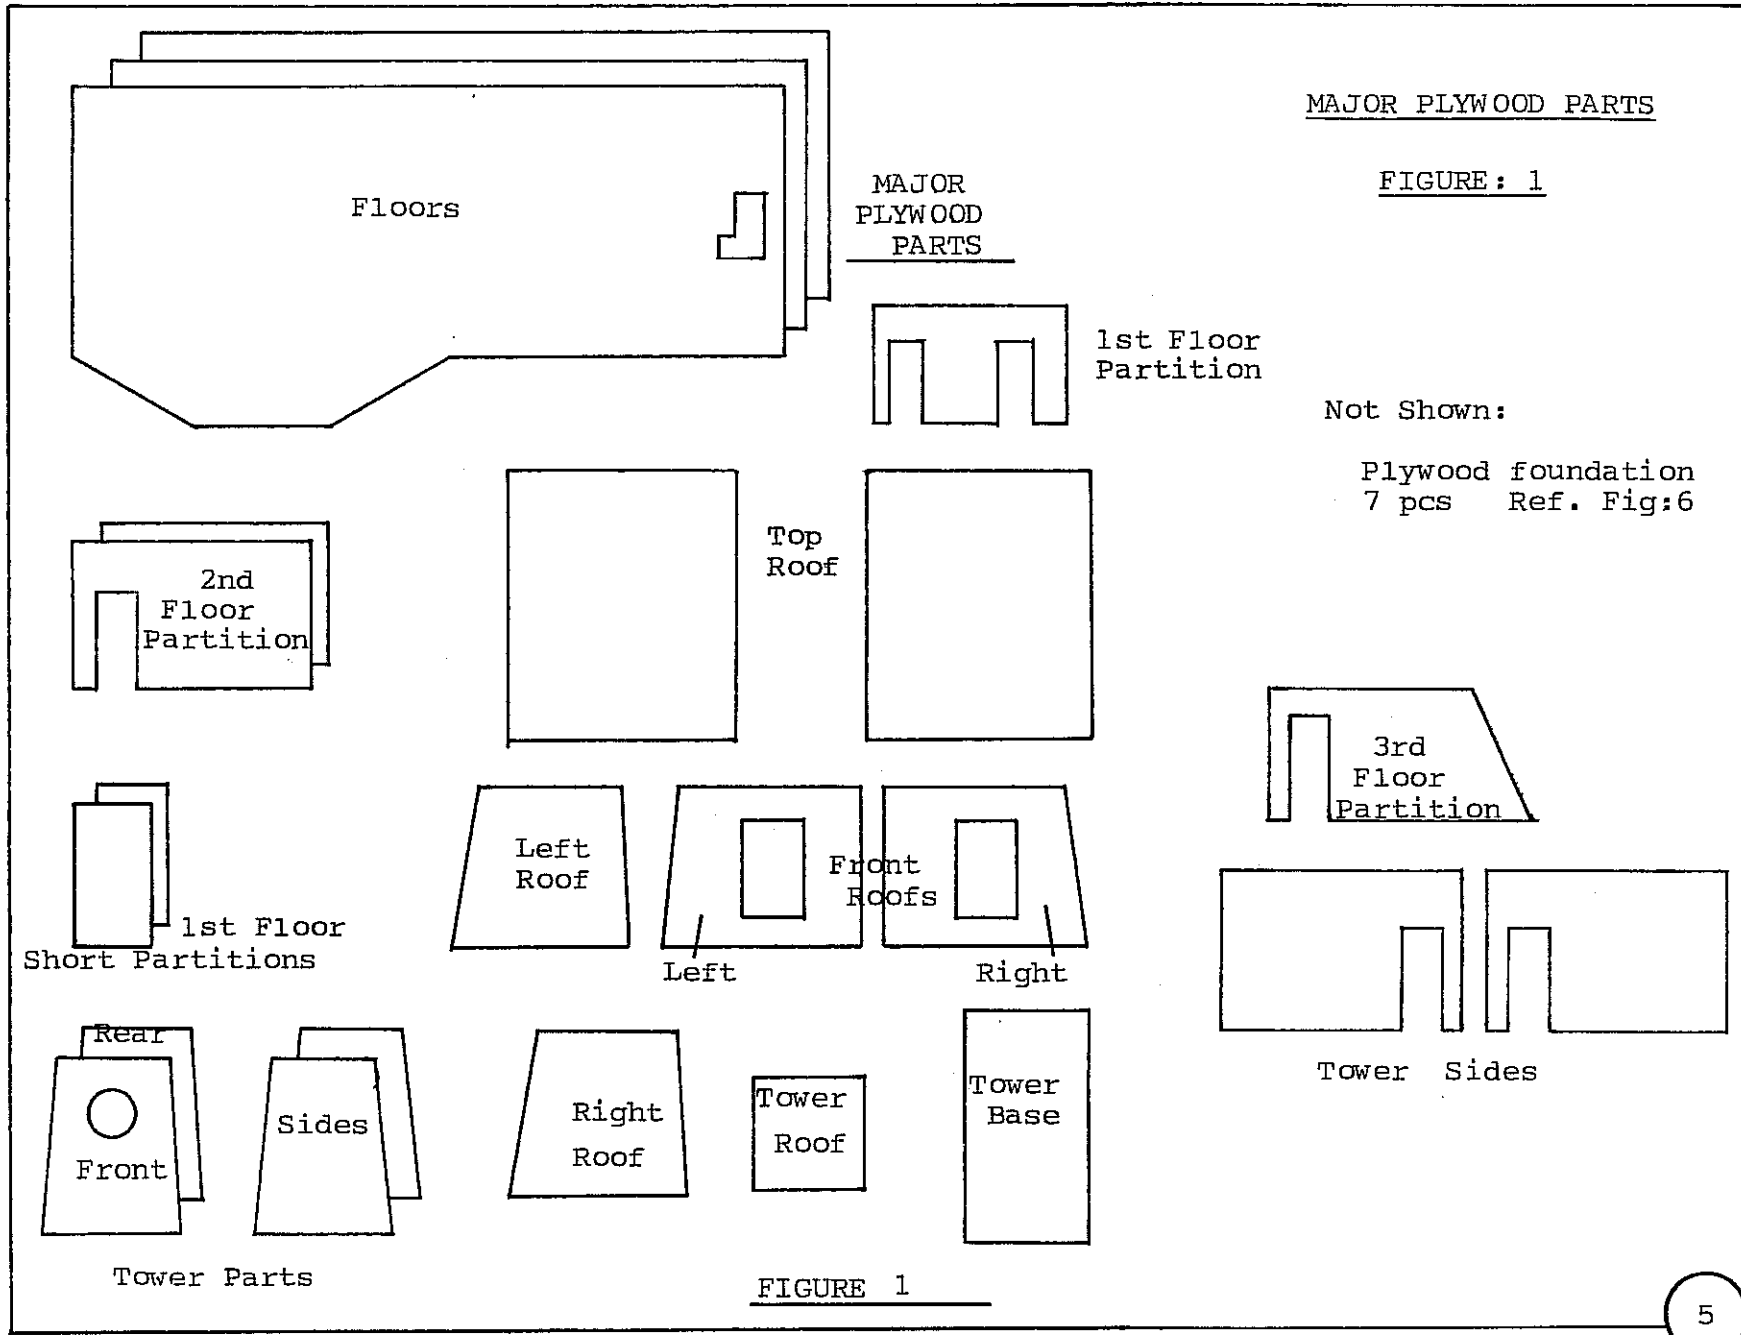 MAJOR PLYWOOD PARTS
FIGURE: 1
Floors
MAJOR
PLYWOOD
PARTS
1st Floor
Partition
Not Shown:
Plywood foundation
7 pcs Ref. Fig:6
Top
Roof
2nd
Floor
Partition
3rd
Floor
Partition
Left
Roof
Front
Roofs
Left
Right
1st Floor
Short Partitions
Tower Sides
Rear
Front
Sides
Right
Roof
Tower
Roof
Tower
Base
Tower Parts
FIGURE 1
5